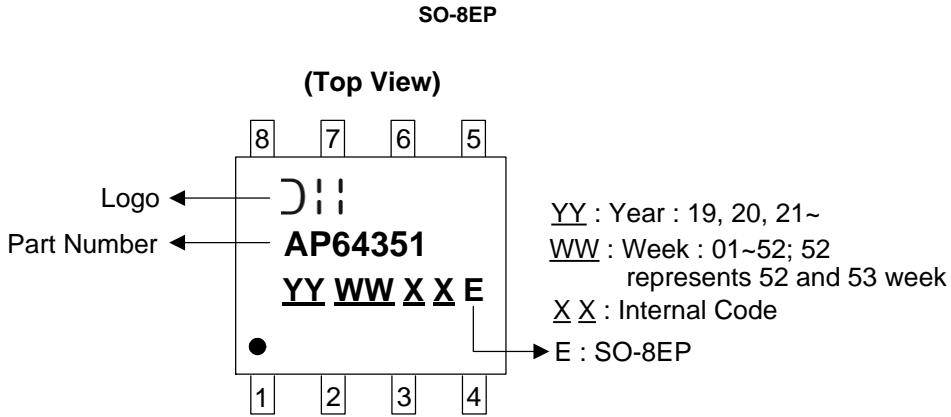 SO-8EP
(Top View)
8 7 6 5
Logo
Part Number
AP64351
YY WW X X E
1 2 3 4
YY : Year : 19, 20, 21~
WW : Week : 01~52; 52
represents 52 and 53 week
X X : Internal Code
E : SO-8EP